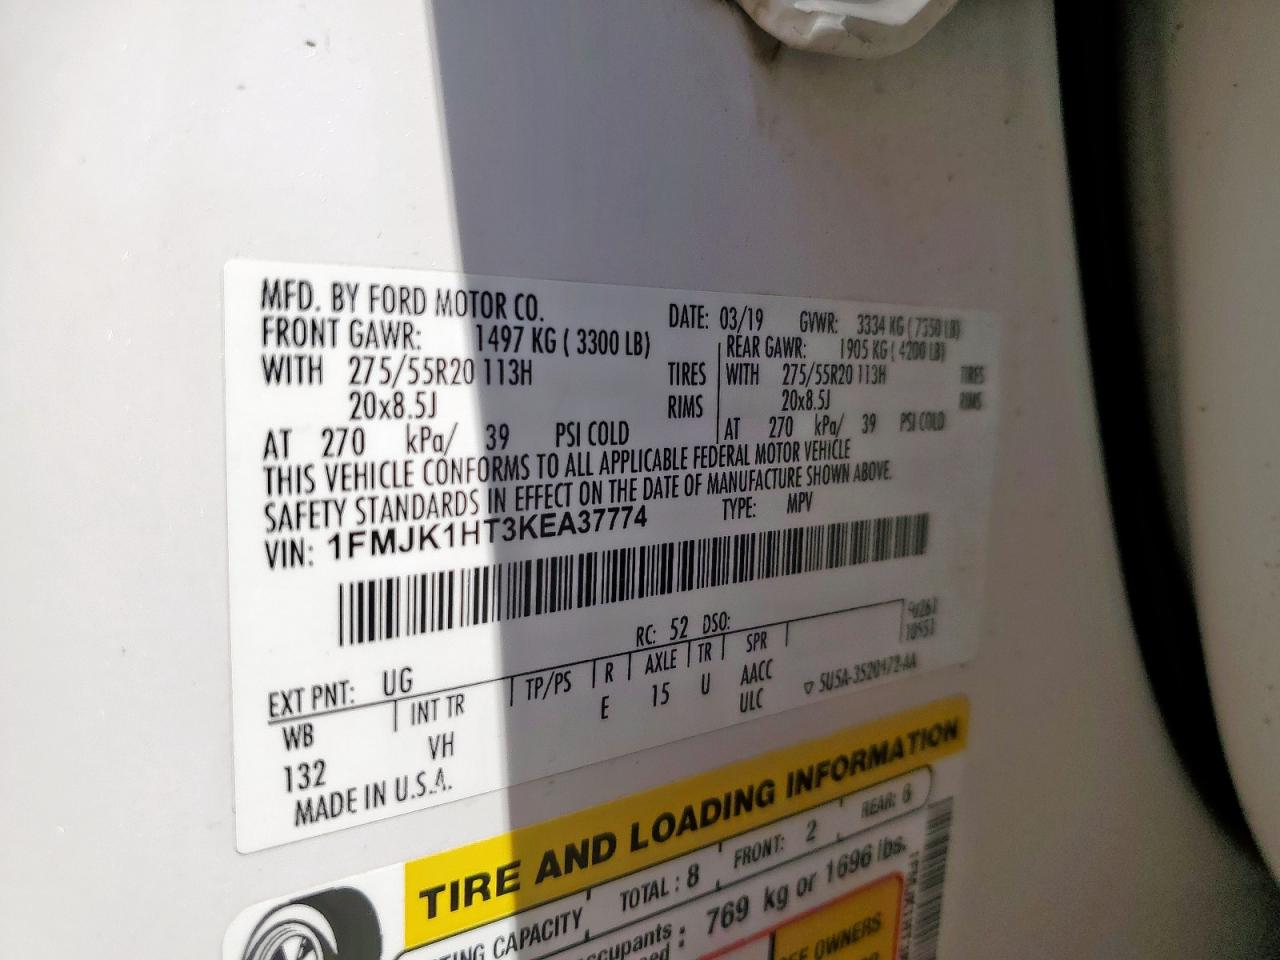 MFD. BY FORD MOTOR CO.
DATE: 03/19 GVWR: 3334 KG ( 7350 LB)
FRONT GAWR: 1497 KG ( 3300 LB)
REAR GAWR: 1905 KG ( 4200 LB)
WITH 275/55R20 113H TIRES WITH 275/55R20 113H TIRES
20x8.5J RIMS 20x8.5J RIMS
AT 270 kPa/ 39 PSI COLD AT 270 kPa/ 39 PSI COLD
THIS VEHICLE CONFORMS TO ALL APPLICABLE FEDERAL MOTOR VEHICLE
SAFETY STANDARDS IN EFFECT ON THE DATE OF MANUFACTURE SHOWN ABOVE.
VIN: 1FMJK1HT3KEA37774 TYPE: MPV
EXT PNT: UG RC: 52 DSO:
WB INT TR TP/PS R AXLE TR SPR
132 VH E 15 U AACC
ULC
MADE IN U.S.A.
TIRE AND LOADING INFORMATION
CAPACITY TOTAL : 8 FRONT: 2 REAR: 6
769 kg or 1696 lbs.
OWNERS